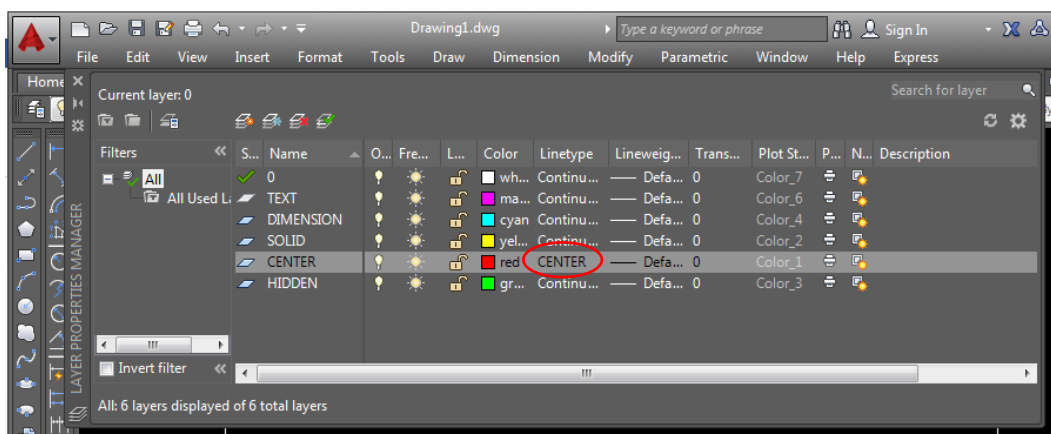 Drawing1.dwg Type a keyword or phrase Sign In
File Edit View Insert Format Tools Draw Dimension Modify Parametric Window Help Express
Home
Current layer: 0 Search for layer
Filters S... Name O... Fre... L... Color Linetype Lineweig... Trans... Plot St... P... N... Description
All 0 wh... Continu... Defa... 0 Color_7
All Used TEXT ma... Continu... Defa... 0 Color_6
DIMENSION cyan Continu... Defa... 0 Color_4
SOLID yel... Continu... Defa... 0 Color_2
CENTER red CENTER Defa... 0 Color_1
HIDDEN gr... Continu... Defa... 0 Color_3
Invert filter
All: 6 layers displayed of 6 total layers
LAYER PROPERTIES MANAGER